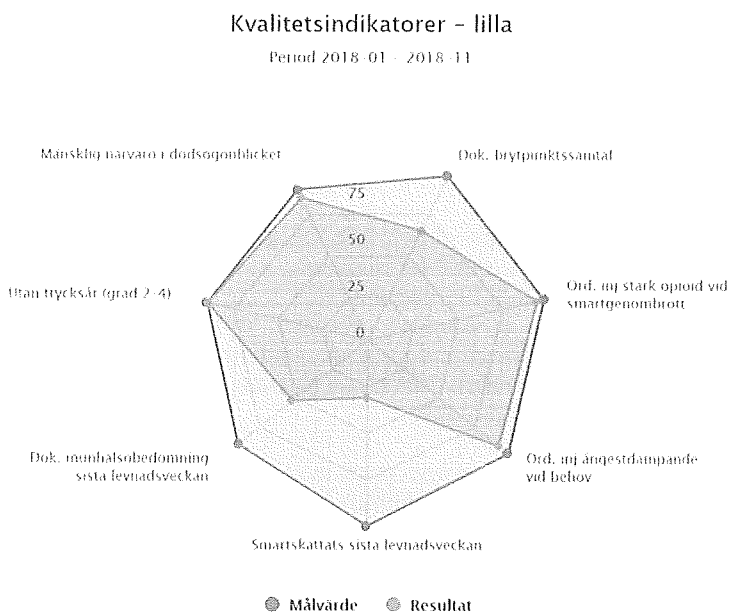 Kvalitetsindikatorer – lilla
Period 2018-01 - 2018-11
Mänsklig närvaro i dödsögonblicket
Dok. brytpunktssamtal
75
50
25
0
Utan trycksår (grad 2-4)
Ord. inj stark opioid vid
smärtgenombrott
Dok. munhälsobedömning
sista levnadsveckan
Ord. inj ångestdämpande
vid behov
Smärtskattats sista levnadsveckan
Målvärde
Resultat